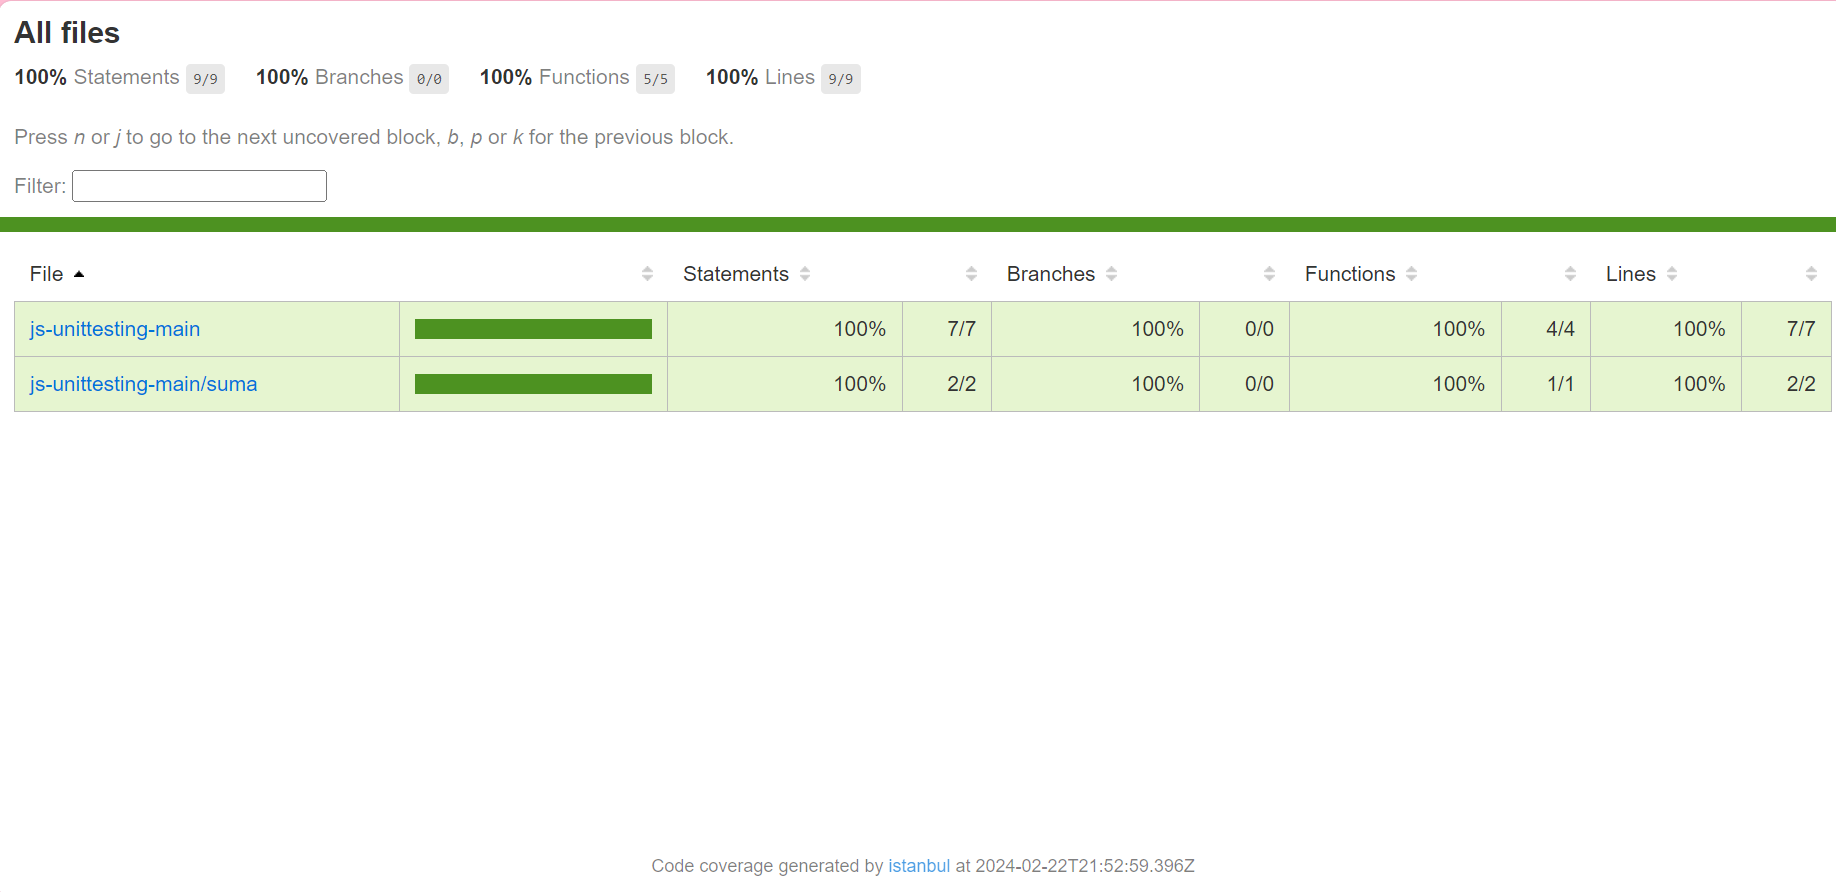 All files
100% Statements 9/9 100% Branches 0/0 100% Functions 5/5 100% Lines 9/9
Press n or j to go to the next uncovered block, b, p or k for the previous block.
Filter:
File Statements Branches Functions Lines
js-unittesting-main 100% 7/7 100% 0/0 100% 4/4 100% 7/7
js-unittesting-main/suma 100% 2/2 100% 0/0 100% 1/1 100% 2/2
Code coverage generated by istanbul at 2024-02-22T21:52:59.396Z